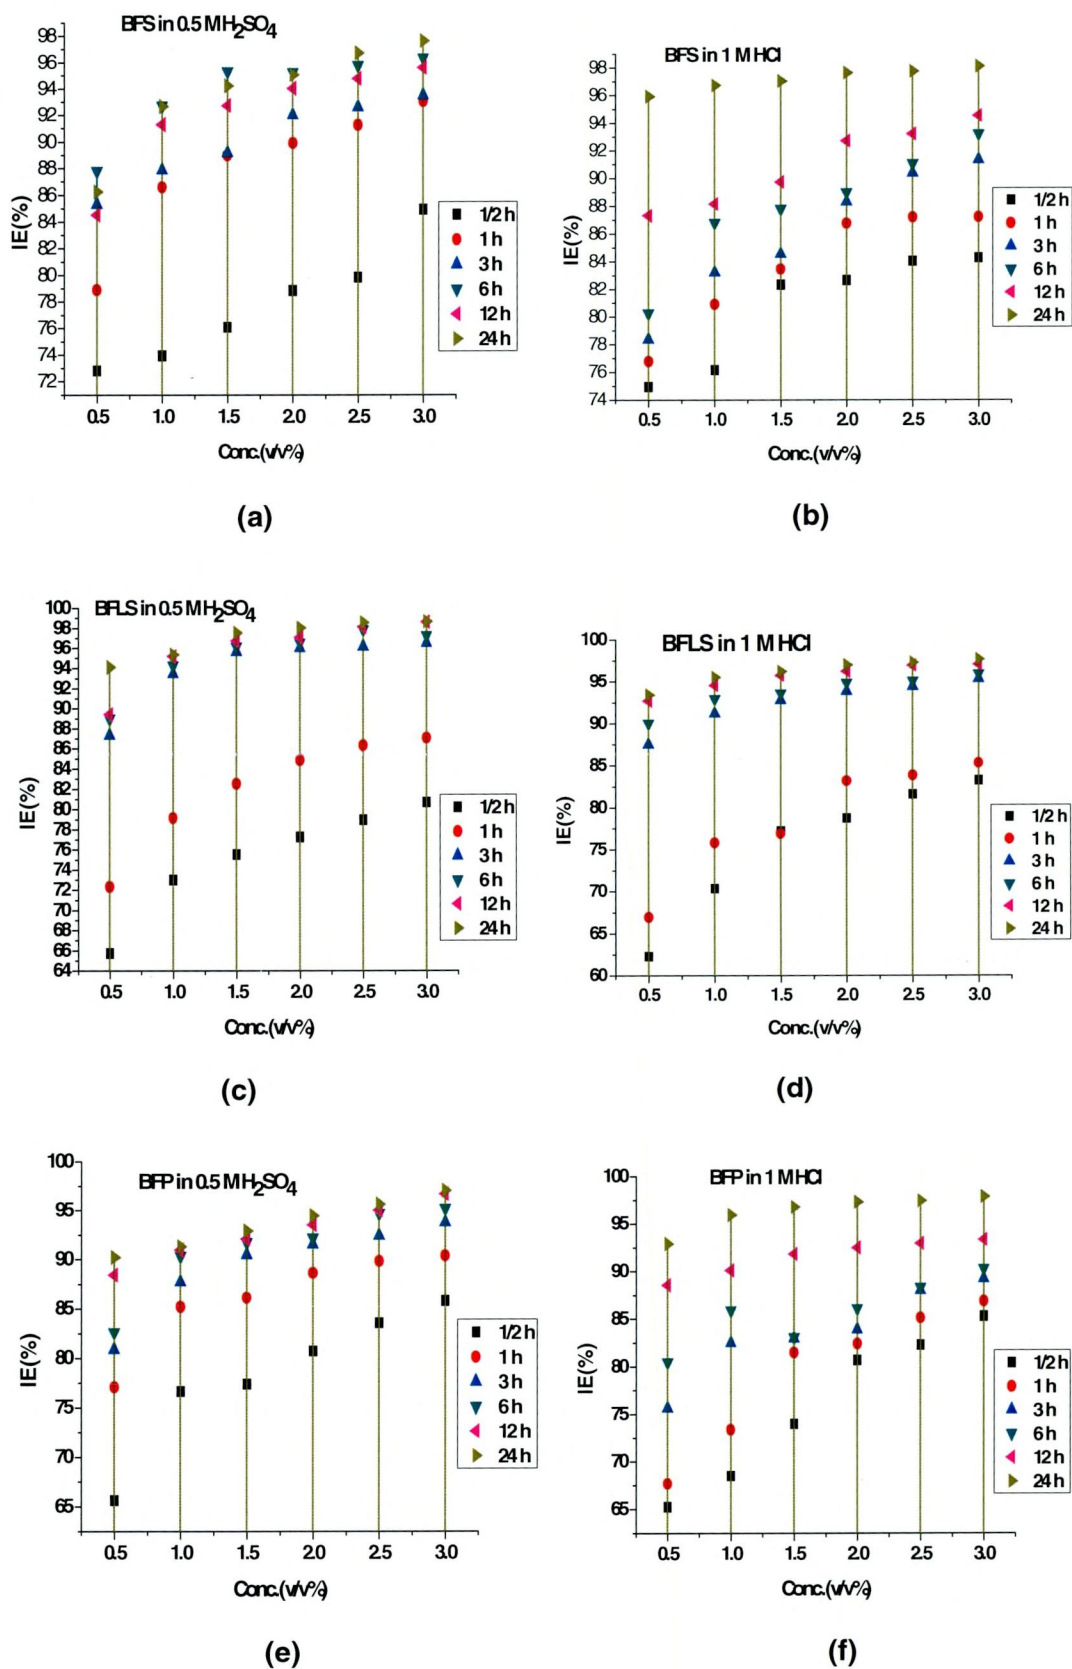 BFS in 0.5 MH2SO4
98
96
94
92
90
88
86
84
82
80
78
76
74
72
IE(%)
0.5 1.0 1.5 2.0 2.5 3.0
Conc.(v/v%)
1/2 h
1 h
3 h
6 h
12 h
24 h
(a)
BFS in 1 MHCl
98
96
94
92
90
88
86
84
82
80
78
76
74
IE(%)
0.5 1.0 1.5 2.0 2.5 3.0
Conc.(v/v%)
1/2 h
1 h
3 h
6 h
12 h
24 h
(b)
BFLS in 0.5 MH2SO4
100
98
96
94
92
90
88
86
84
82
80
78
76
74
72
70
68
66
64
IE(%)
0.5 1.0 1.5 2.0 2.5 3.0
Conc.(v/v%)
1/2 h
1 h
3 h
6 h
12 h
24 h
(c)
BFLS in 1 MHCl
100
95
90
85
80
75
70
65
60
IE(%)
0.5 1.0 1.5 2.0 2.5 3.0
Conc.(v/v%)
1/2 h
1 h
3 h
6 h
12 h
24 h
(d)
BFP in 0.5 MH2SO4
100
95
90
85
80
75
70
65
IE(%)
0.5 1.0 1.5 2.0 2.5 3.0
Conc.(v/v%)
1/2 h
1 h
3 h
6 h
12 h
24 h
(e)
BFP in 1 MHCl
100
95
90
85
80
75
70
65
IE(%)
0.5 1.0 1.5 2.0 2.5 3.0
Conc.(v/v%)
1/2 h
1 h
3 h
6 h
12 h
24 h
(f)